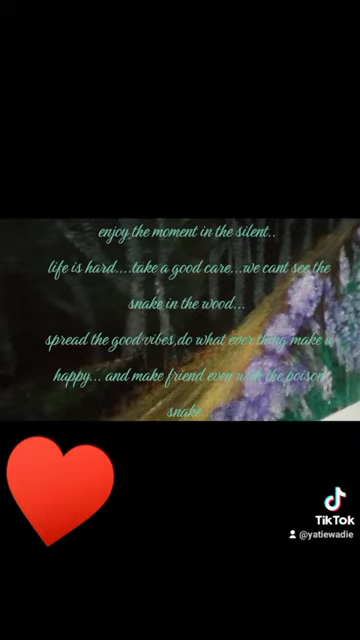 enjoy the moment in the silent..
life is hard....take a good care...we cant see the
snake in the wood...
spread the good vibes,do what ever thing make u
happy... and make friend even with the poison
snake...
TikTok
@yatiewadie